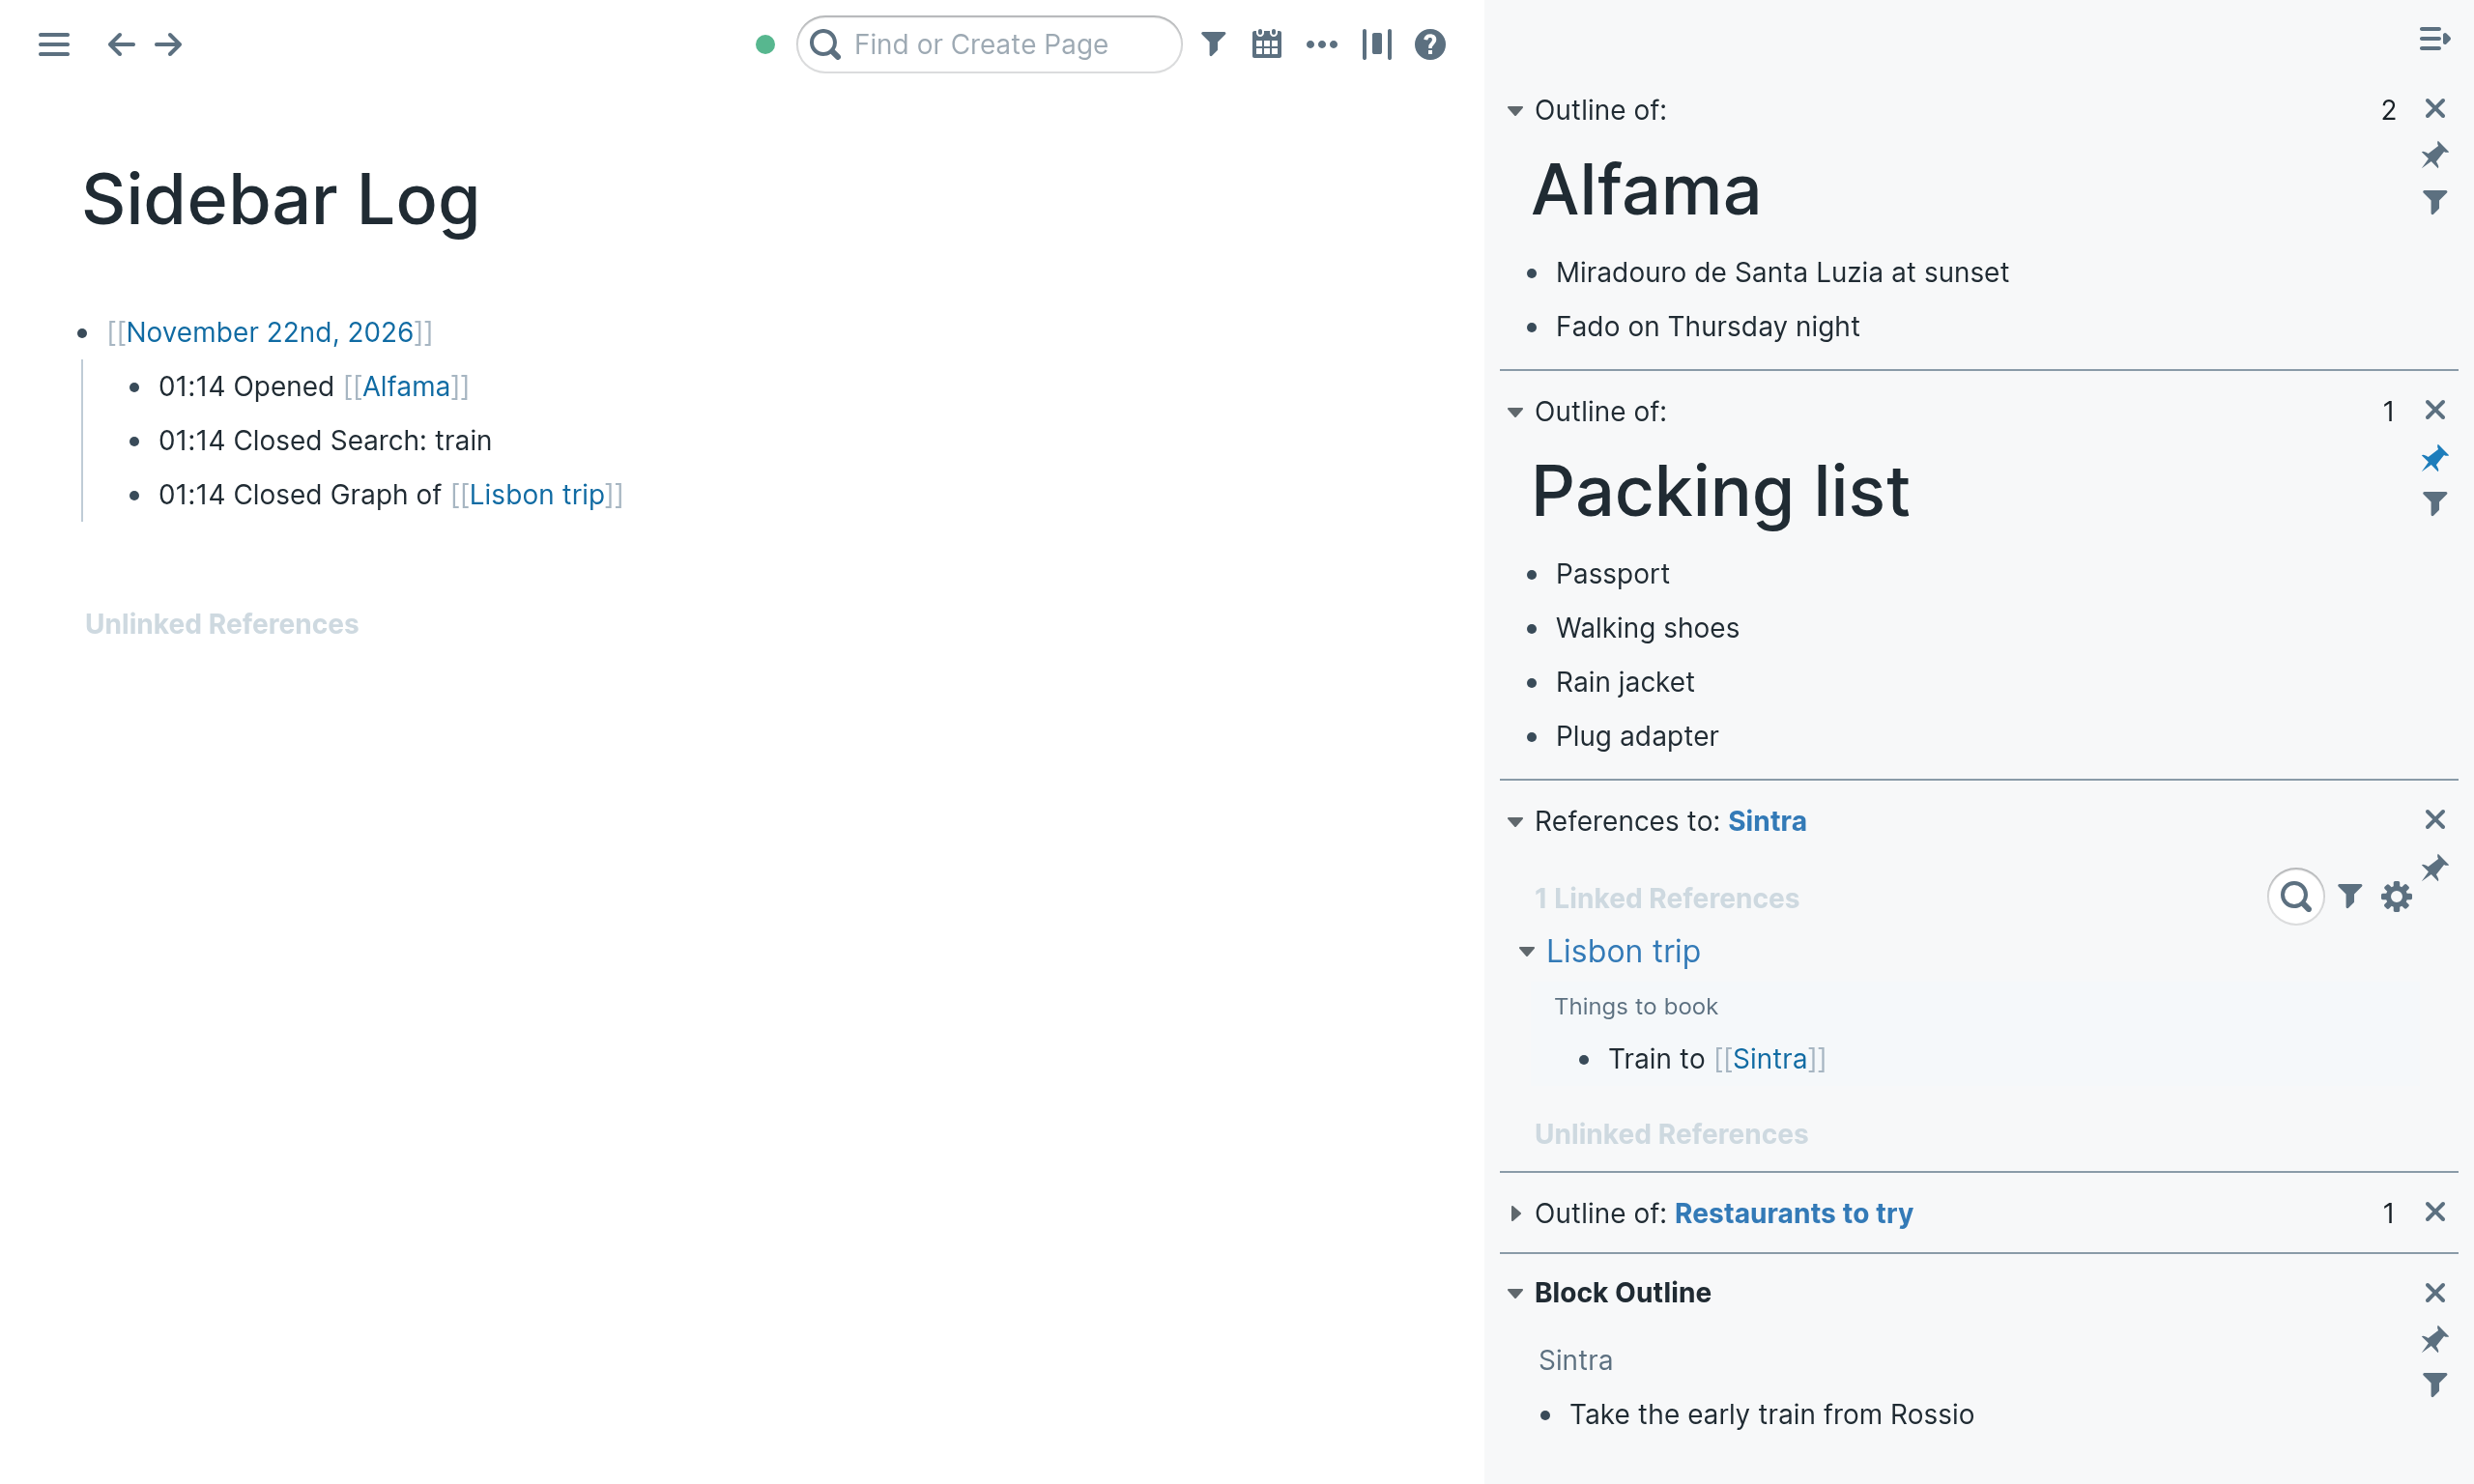 Find or Create Page
Sidebar Log
[[November 22nd, 2026]]
01:14 Opened [[Alfama]]
01:14 Closed Search: train
01:14 Closed Graph of [[Lisbon trip]]
Unlinked References
Outline of: 2
Alfama
Miradouro de Santa Luzia at sunset
Fado on Thursday night
Outline of: 1
Packing list
Passport
Walking shoes
Rain jacket
Plug adapter
References to: Sintra
1 Linked References
Lisbon trip
Things to book
Train to [[Sintra]]
Unlinked References
Outline of: Restaurants to try 1
Block Outline
Sintra
Take the early train from Rossio